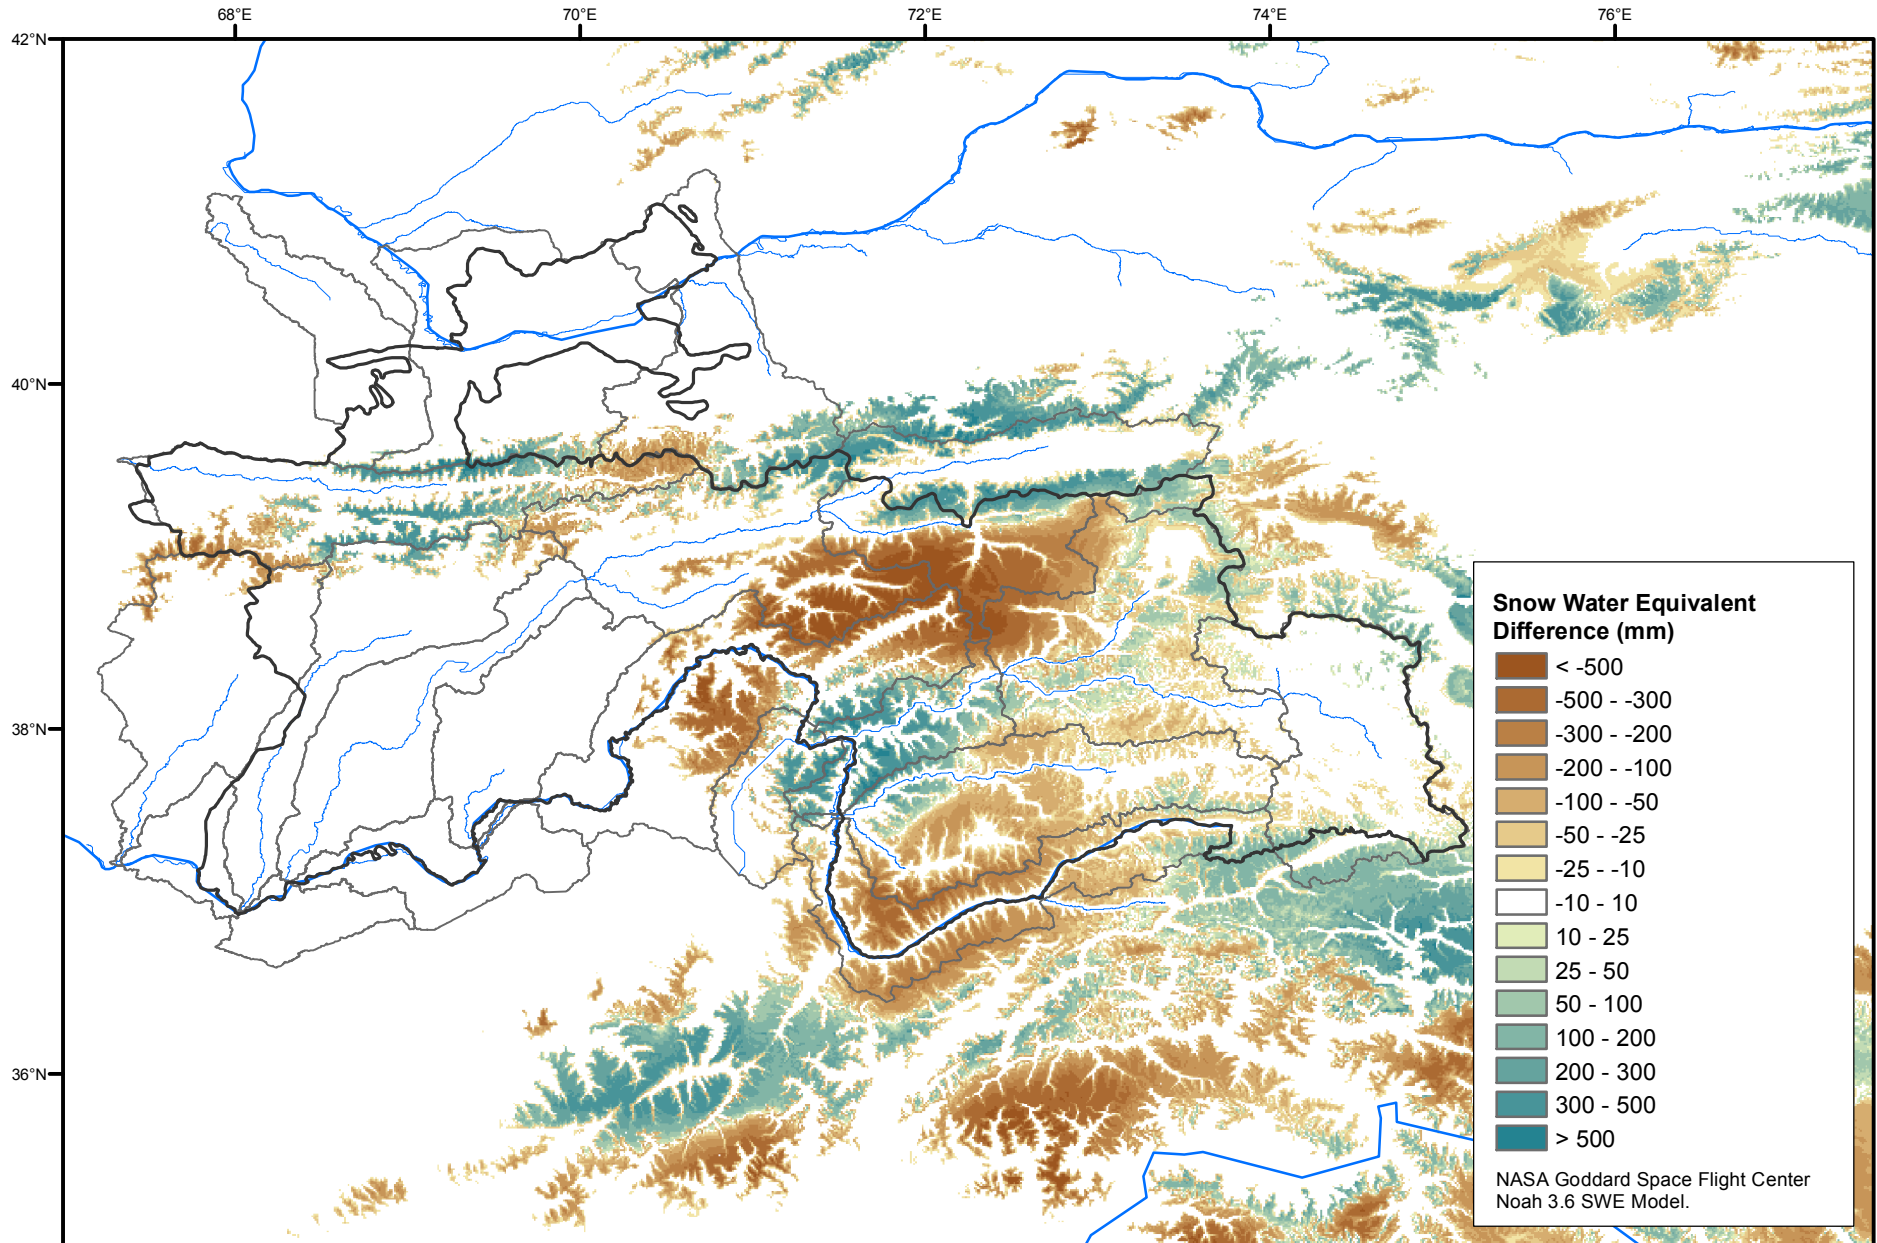 68°E 70°E 72°E 74°E 76°E
42°N
40°N
38°N
36°N
Snow Water Equivalent
Difference (mm)
< -500
-500 - -300
-300 - -200
-200 - -100
-100 - -50
-50 - -25
-25 - -10
-10 - 10
10 - 25
25 - 50
50 - 100
100 - 200
200 - 300
300 - 500
> 500
NASA Goddard Space Flight Center
Noah 3.6 SWE Model.